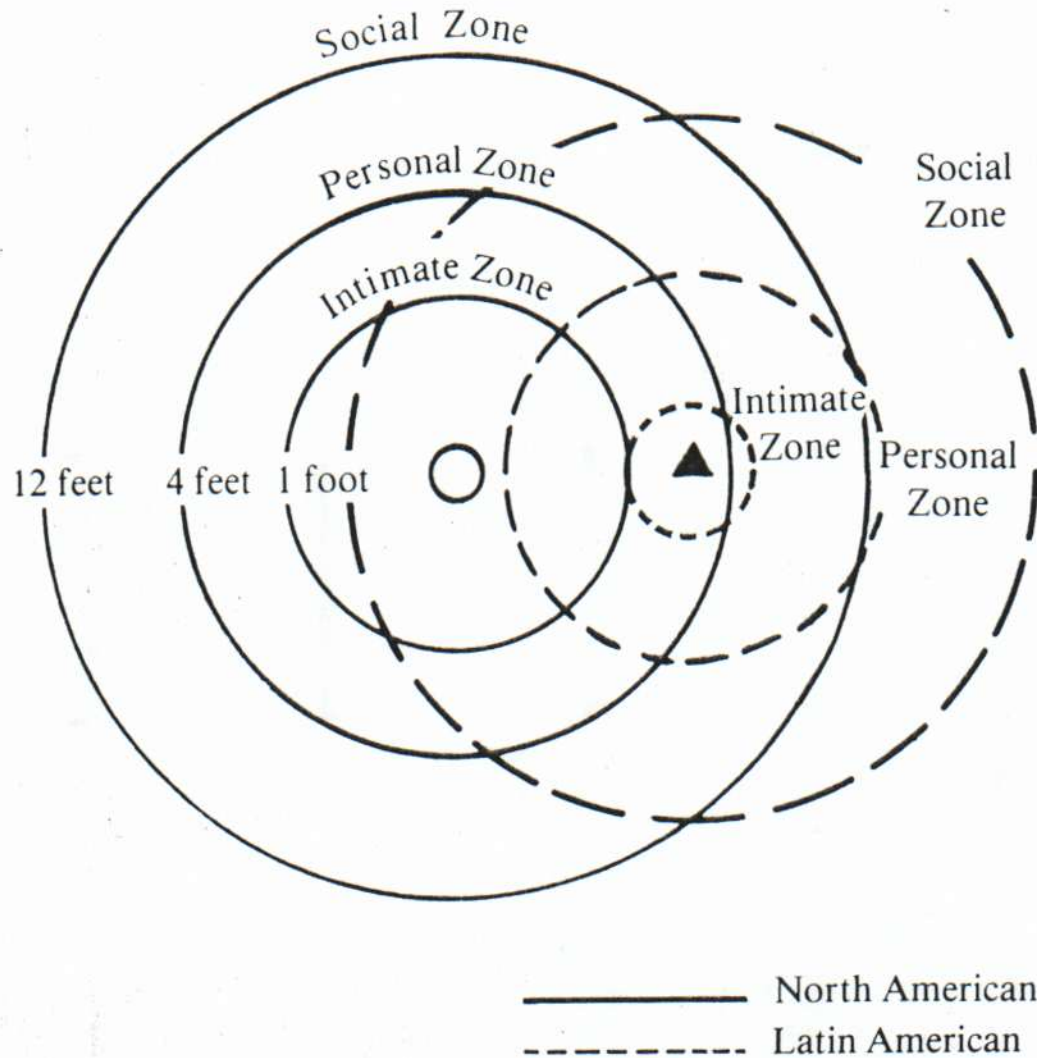 Social Zone
Personal Zone
Intimate Zone
12 feet
4 feet
1 foot
Social
Zone
Intimate
Zone
Personal
Zone
North American
Latin American